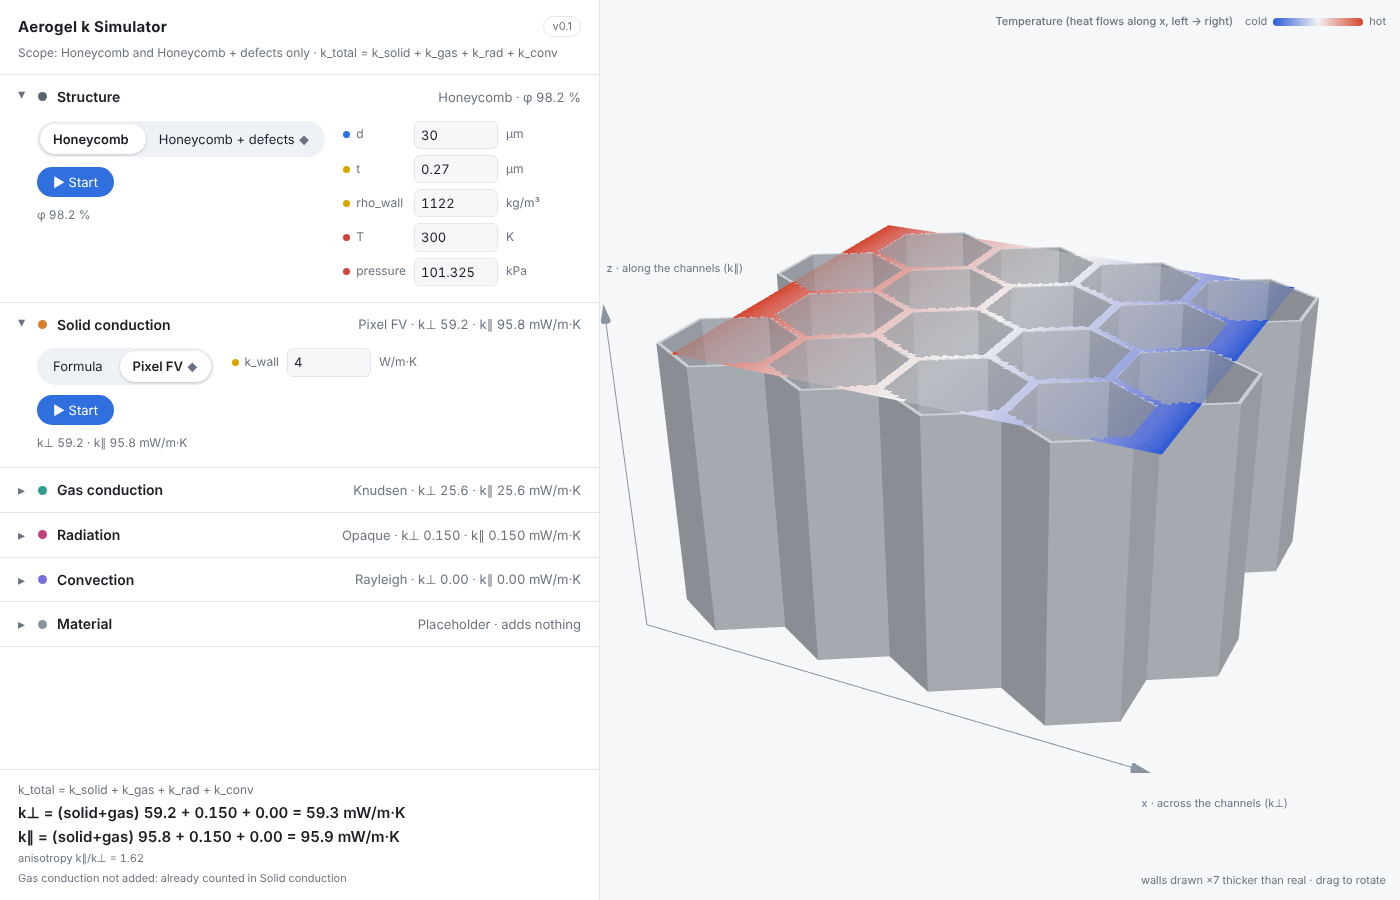 Aerogel k Simulator
v0.1
Scope: Honeycomb and Honeycomb + defects only · k_total = k_solid + k_gas + k_rad + k_conv
▼ Structure
Honeycomb · φ 98.2 %
Honeycomb
Honeycomb + defects ◆
▶ Start
φ 98.2 %
d 30 μm
t 0.27 μm
rho_wall 1122 kg/m³
T 300 K
pressure 101.325 kPa
▼ Solid conduction
Pixel FV · k⊥ 59.2 · k∥ 95.8 mW/m·K
Formula
Pixel FV ◆
k_wall 4 W/m·K
▶ Start
k⊥ 59.2 · k∥ 95.8 mW/m·K
▶ Gas conduction
Knudsen · k⊥ 25.6 · k∥ 25.6 mW/m·K
▶ Radiation
Opaque · k⊥ 0.150 · k∥ 0.150 mW/m·K
▶ Convection
Rayleigh · k⊥ 0.00 · k∥ 0.00 mW/m·K
▶ Material
Placeholder · adds nothing
k_total = k_solid + k_gas + k_rad + k_conv
k⊥ = (solid+gas) 59.2 + 0.150 + 0.00 = 59.3 mW/m·K
k∥ = (solid+gas) 95.8 + 0.150 + 0.00 = 95.9 mW/m·K
anisotropy k∥/k⊥ = 1.62
Gas conduction not added: already counted in Solid conduction
Temperature (heat flows along x, left → right) cold hot
z · along the channels (k∥)
x · across the channels (k⊥)
walls drawn ×7 thicker than real · drag to rotate